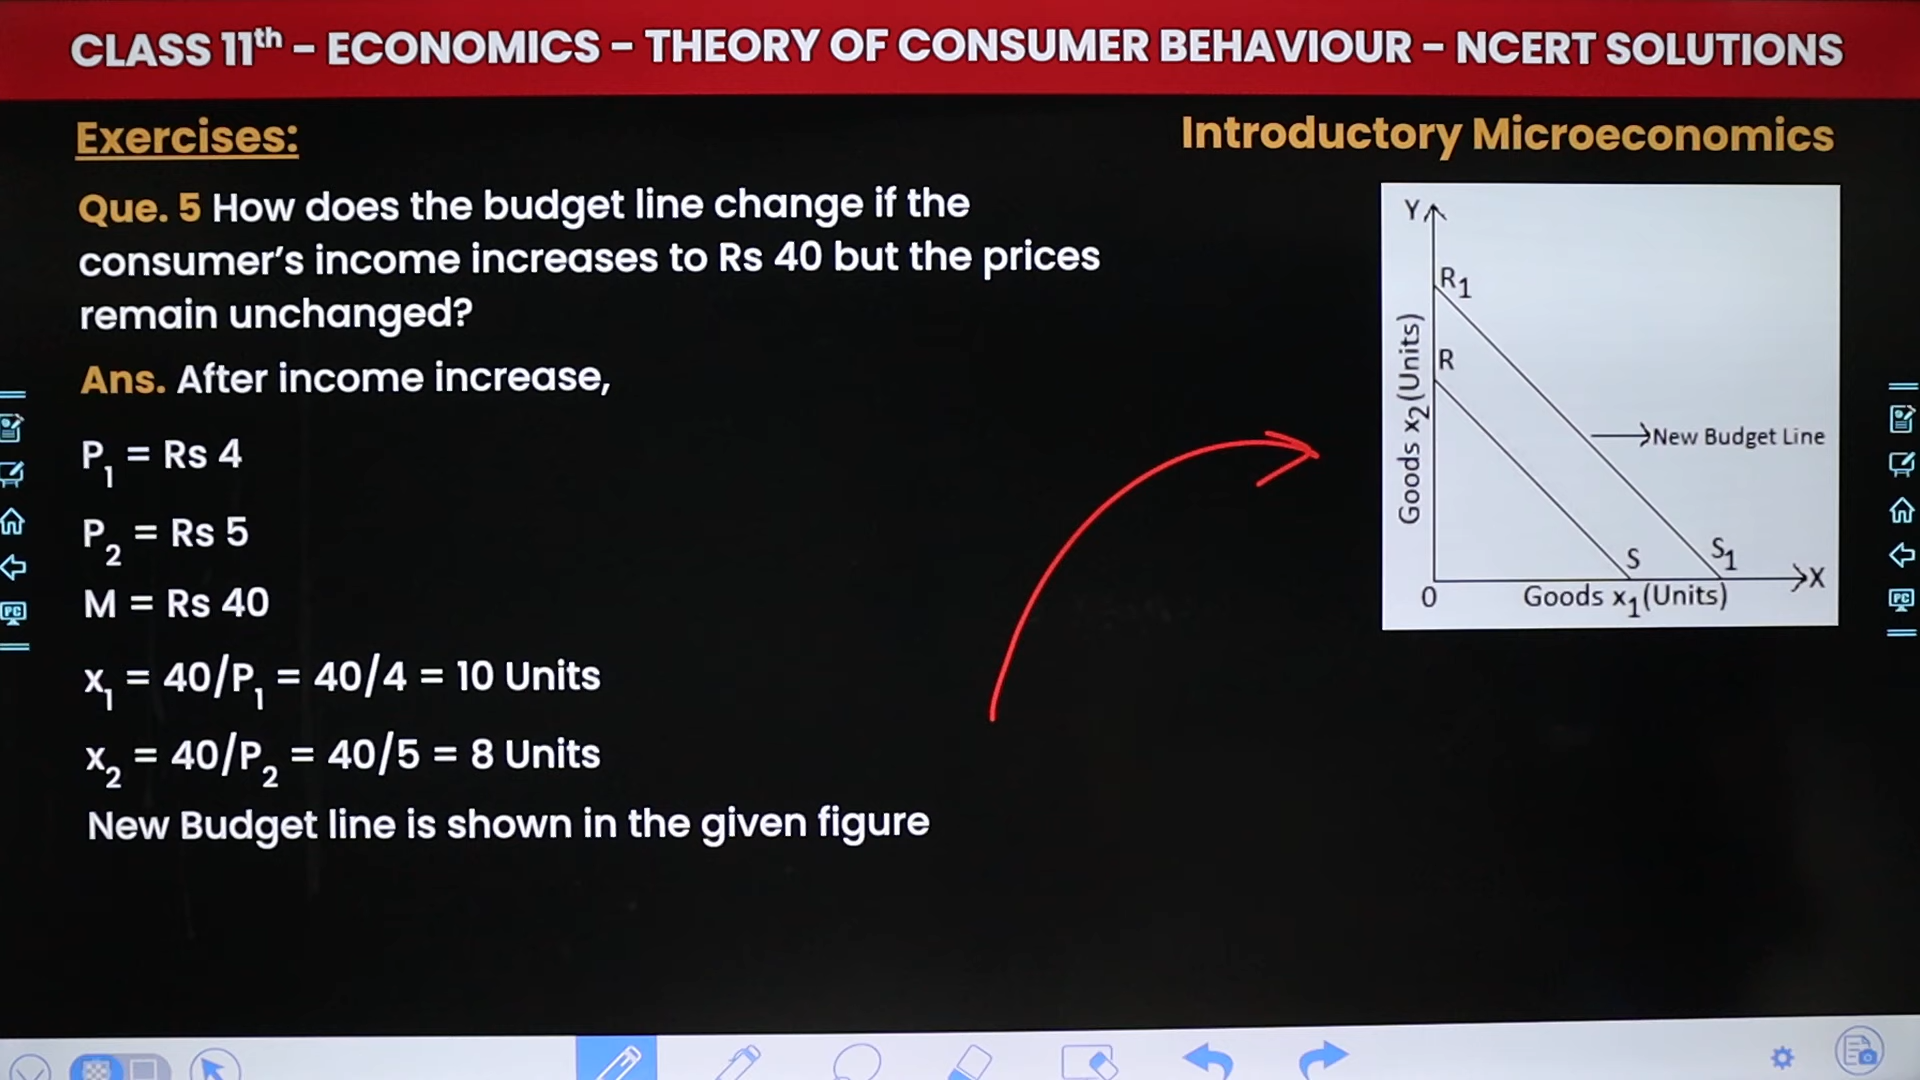 CLASS 11th – ECONOMICS – THEORY OF CONSUMER BEHAVIOUR – NCERT SOLUTIONS
Exercises:
Introductory Microeconomics
Que. 5 How does the budget line change if the
consumer's income increases to Rs 40 but the prices
remain unchanged?
Ans. After income increase,
P₁ = Rs 4
P₂ = Rs 5
M = Rs 40
x₁ = 40/P₁ = 40/4 = 10 Units
x₂ = 40/P₂ = 40/5 = 8 Units
New Budget line is shown in the given figure
Y
R₁
R
Goods x₂ (Units)
New Budget Line
S
S₁
X
0
Goods x₁ (Units)
PC
PC